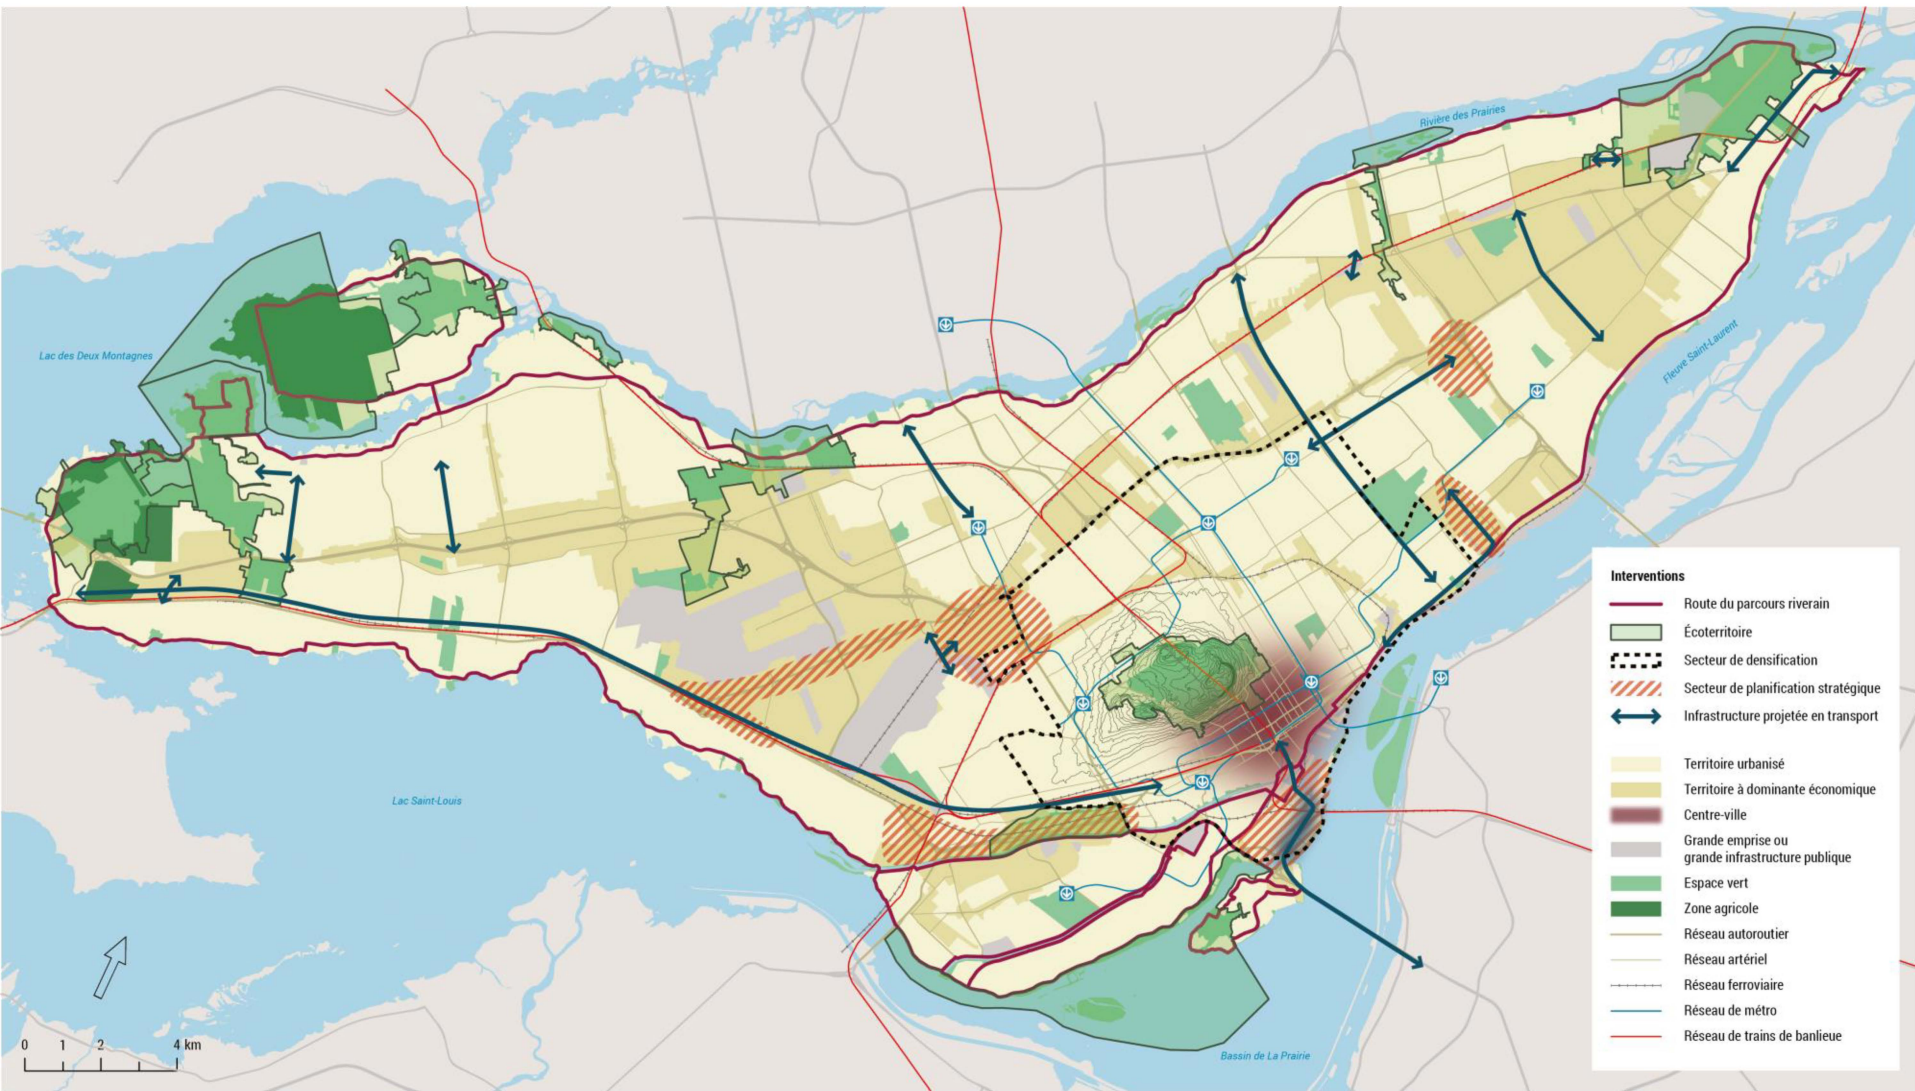 Rivière des Prairies
Lac des Deux Montagnes
Fleuve Saint-Laurent
Lac Saint-Louis
Bassin de La Prairie
0 1 2 4 km
Interventions
Route du parcours riverain
Écoterritoire
Secteur de densification
Secteur de planification stratégique
Infrastructure projetée en transport
Territoire urbanisé
Territoire à dominante économique
Centre-ville
Grande emprise ou
grande infrastructure publique
Espace vert
Zone agricole
Réseau autoroutier
Réseau artériel
Réseau ferroviaire
Réseau de métro
Réseau de trains de banlieue